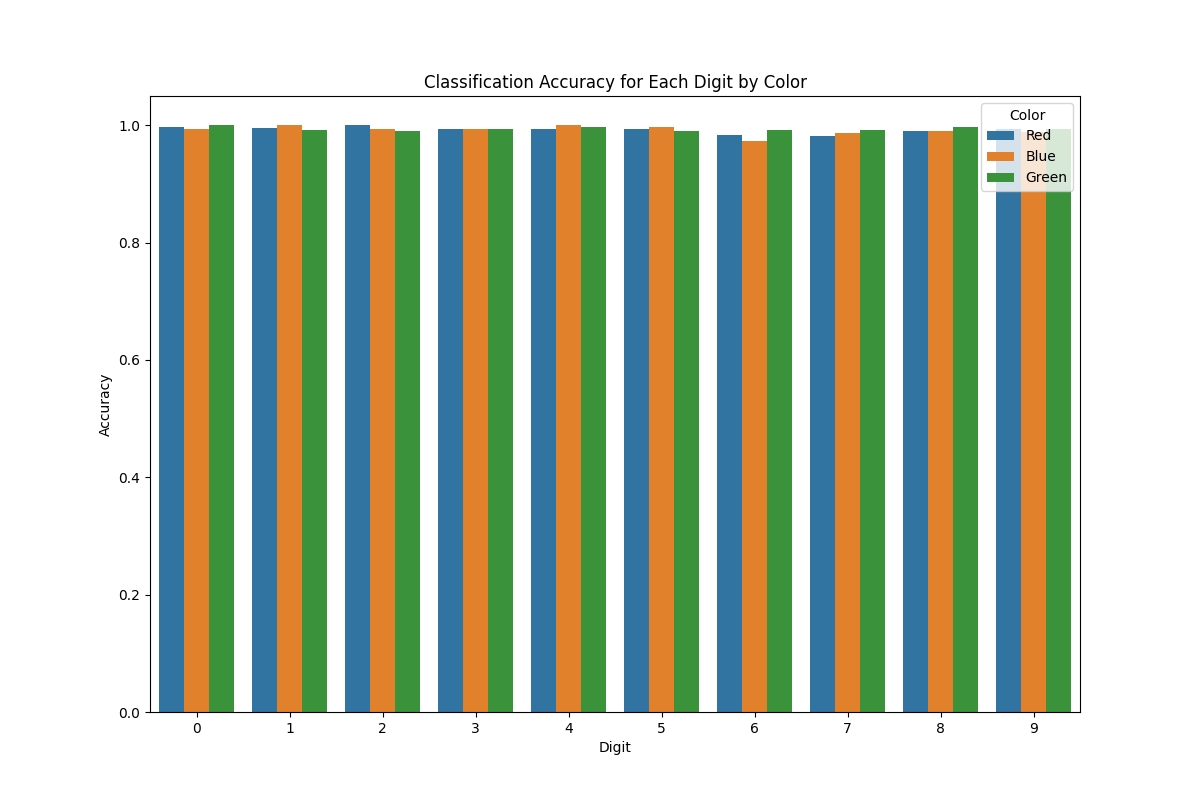 Classification Accuracy for Each Digit by Color
Color
Red
Blue
Green
1.0
0.8
0.6
0.4
0.2
0.0
Accuracy
0 1 2 3 4 5 6 7 8 9
Digit